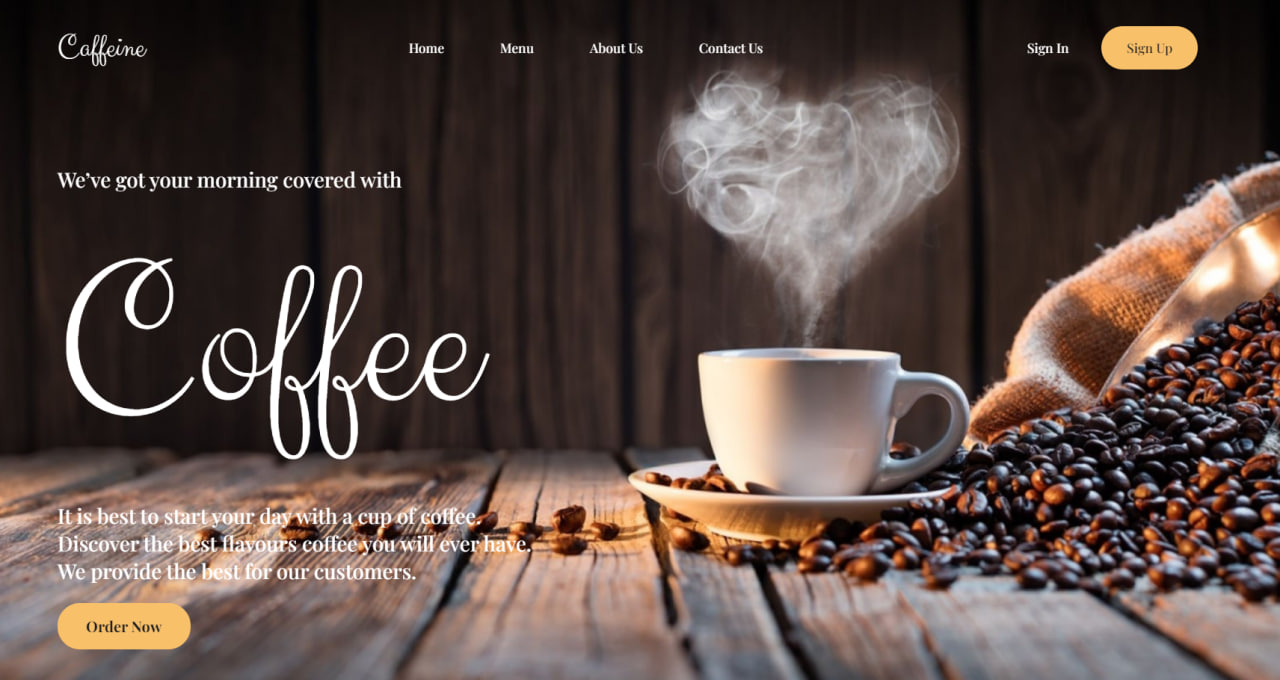 Caffeine
Home Menu About Us Contact Us Sign In Sign Up
We've got your morning covered with
Coffee
It is best to start your day with a cup of coffee.
Discover the best flavours coffee you will ever have.
We provide the best for our customers.
Order Now